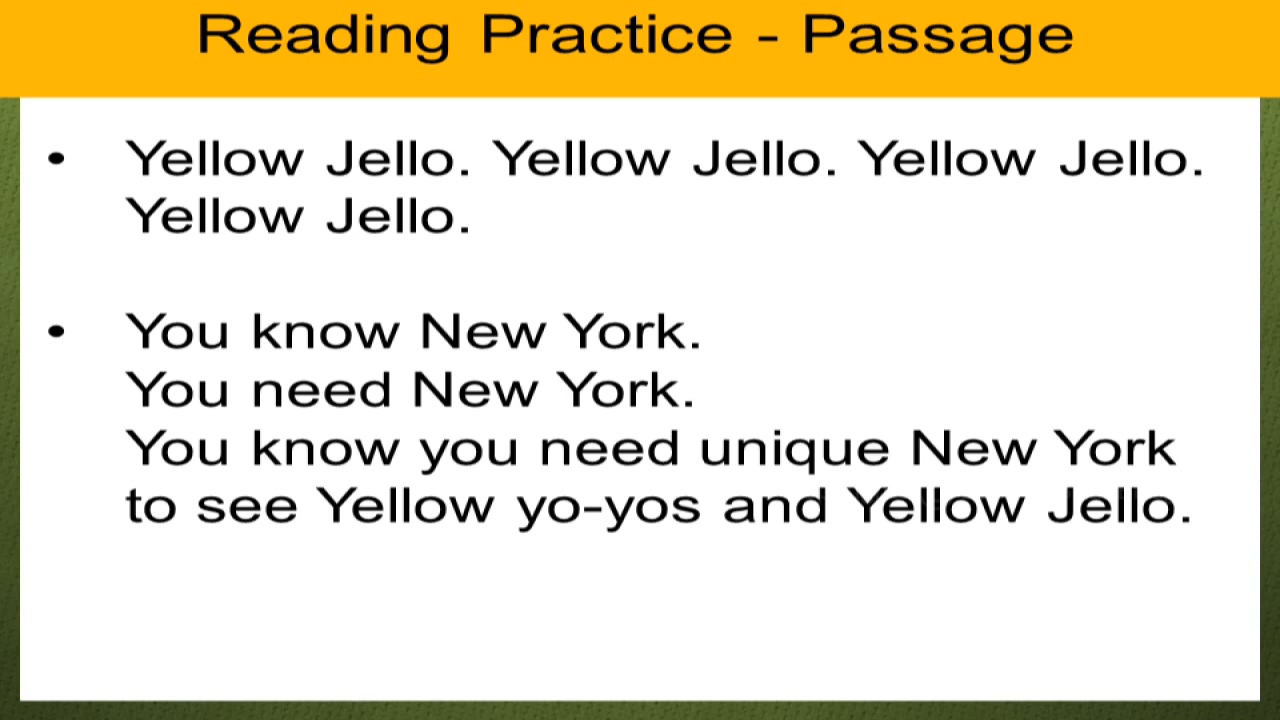 Reading Practice - Passage
• Yellow Jello. Yellow Jello. Yellow Jello.
Yellow Jello.
• You know New York.
You need New York.
You know you need unique New York
to see Yellow yo-yos and Yellow Jello.